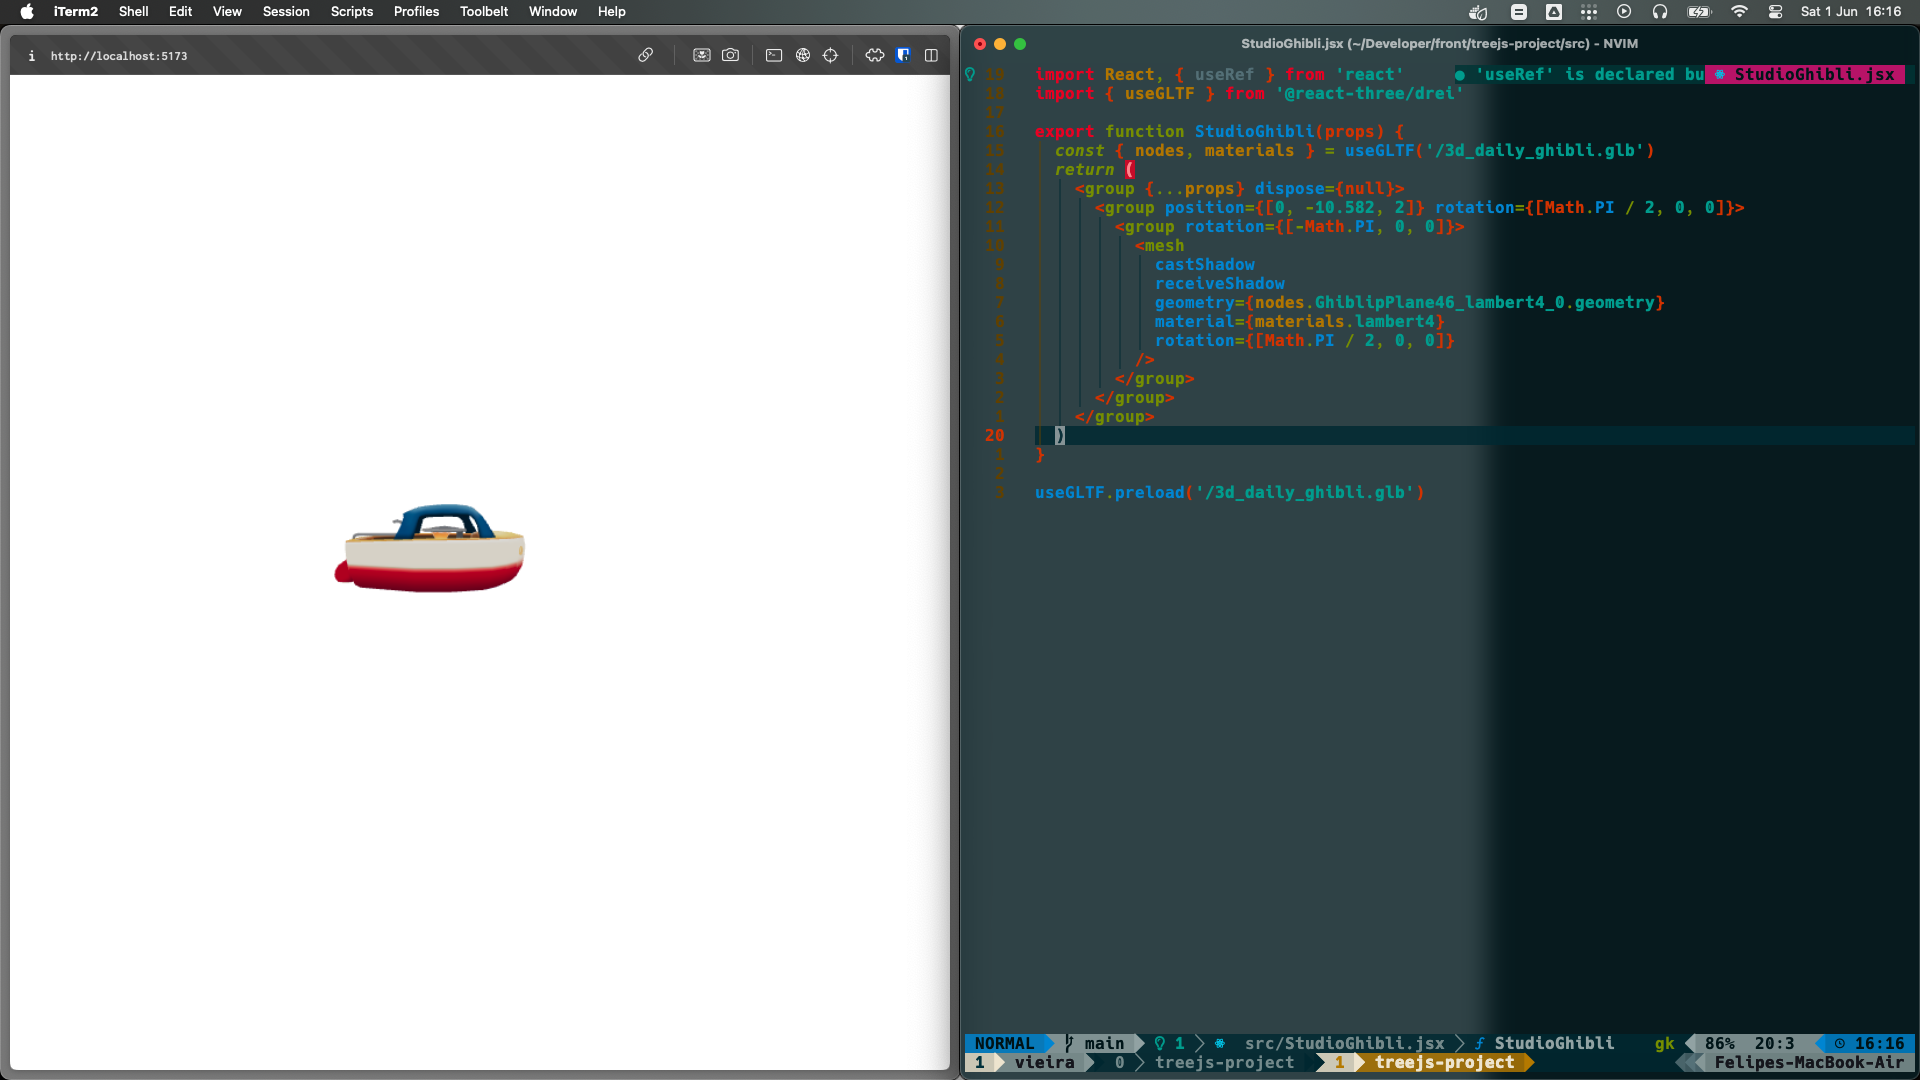 iTerm2 Shell Edit View Session Scripts Profiles Toolbelt Window Help Sat 1 Jun 16:16
i http://localhost:5173
StudioGhibli.jsx (~/Developer/front/treejs-project/src) - NVIM
19 import React, { useRef } from 'react' ● 'useRef' is declared bu StudioGhibli.jsx
18 import { useGLTF } from '@react-three/drei'
17
16 export function StudioGhibli(props) {
15 const { nodes, materials } = useGLTF('/3d_daily_ghibli.glb')
14 return (
13 <group {...props} dispose={null}>
12 <group position={[0, -10.582, 2]} rotation={[Math.PI / 2, 0, 0]}>
11 <group rotation={[-Math.PI, 0, 0]}>
10 <mesh
9 castShadow
8 receiveShadow
7 geometry={nodes.GhiblipPlane46_lambert4_0.geometry}
6 material={materials.lambert4}
5 rotation={[Math.PI / 2, 0, 0]}
4 />
3 </group>
2 </group>
1 </group>
20 )
1 }
2
3 useGLTF.preload('/3d_daily_ghibli.glb')
NORMAL main 1 src/StudioGhibli.jsx StudioGhibli gk 86% 20:3 16:16
1 vieira 0 treejs-project 1 treejs-project Felipes-MacBook-Air